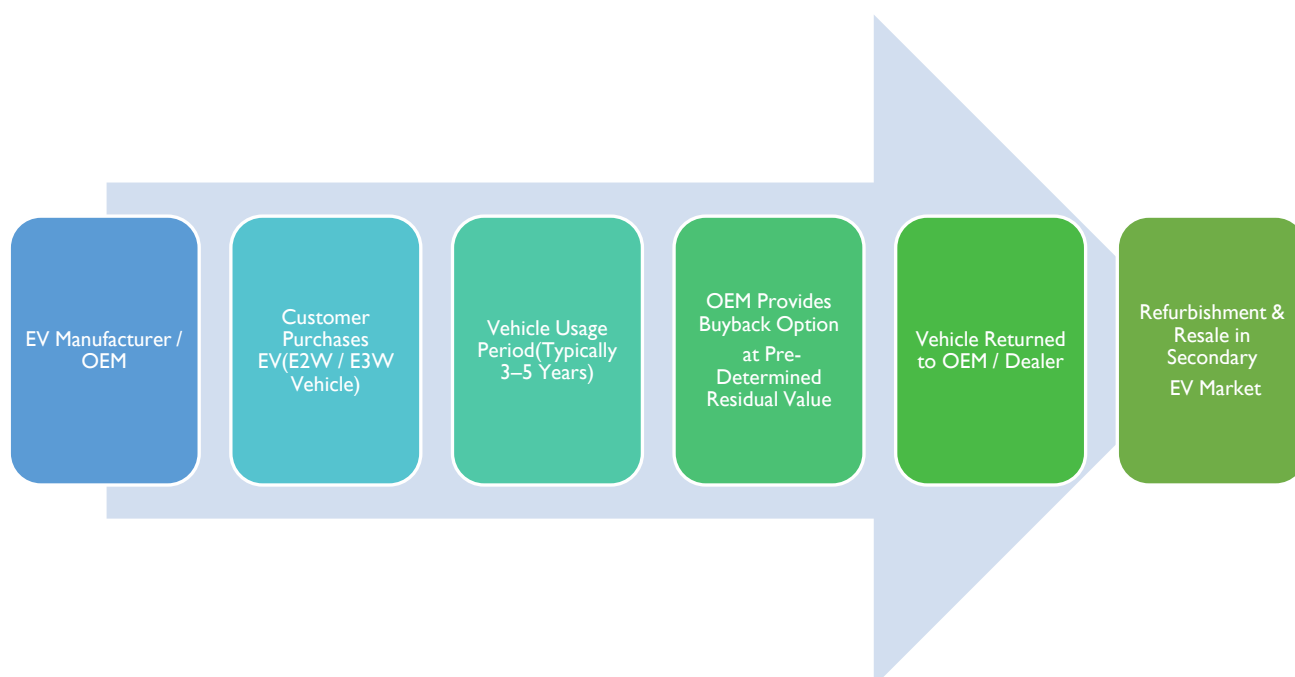 EV Manufacturer /
OEM
Customer
Purchases
EV(E2W / E3W
Vehicle)
Vehicle Usage
Period(Typically
3–5 Years)
OEM Provides
Buyback Option
at Pre-
Determined
Residual Value
Vehicle Returned
to OEM / Dealer
Refurbishment &
Resale in
Secondary
EV Market